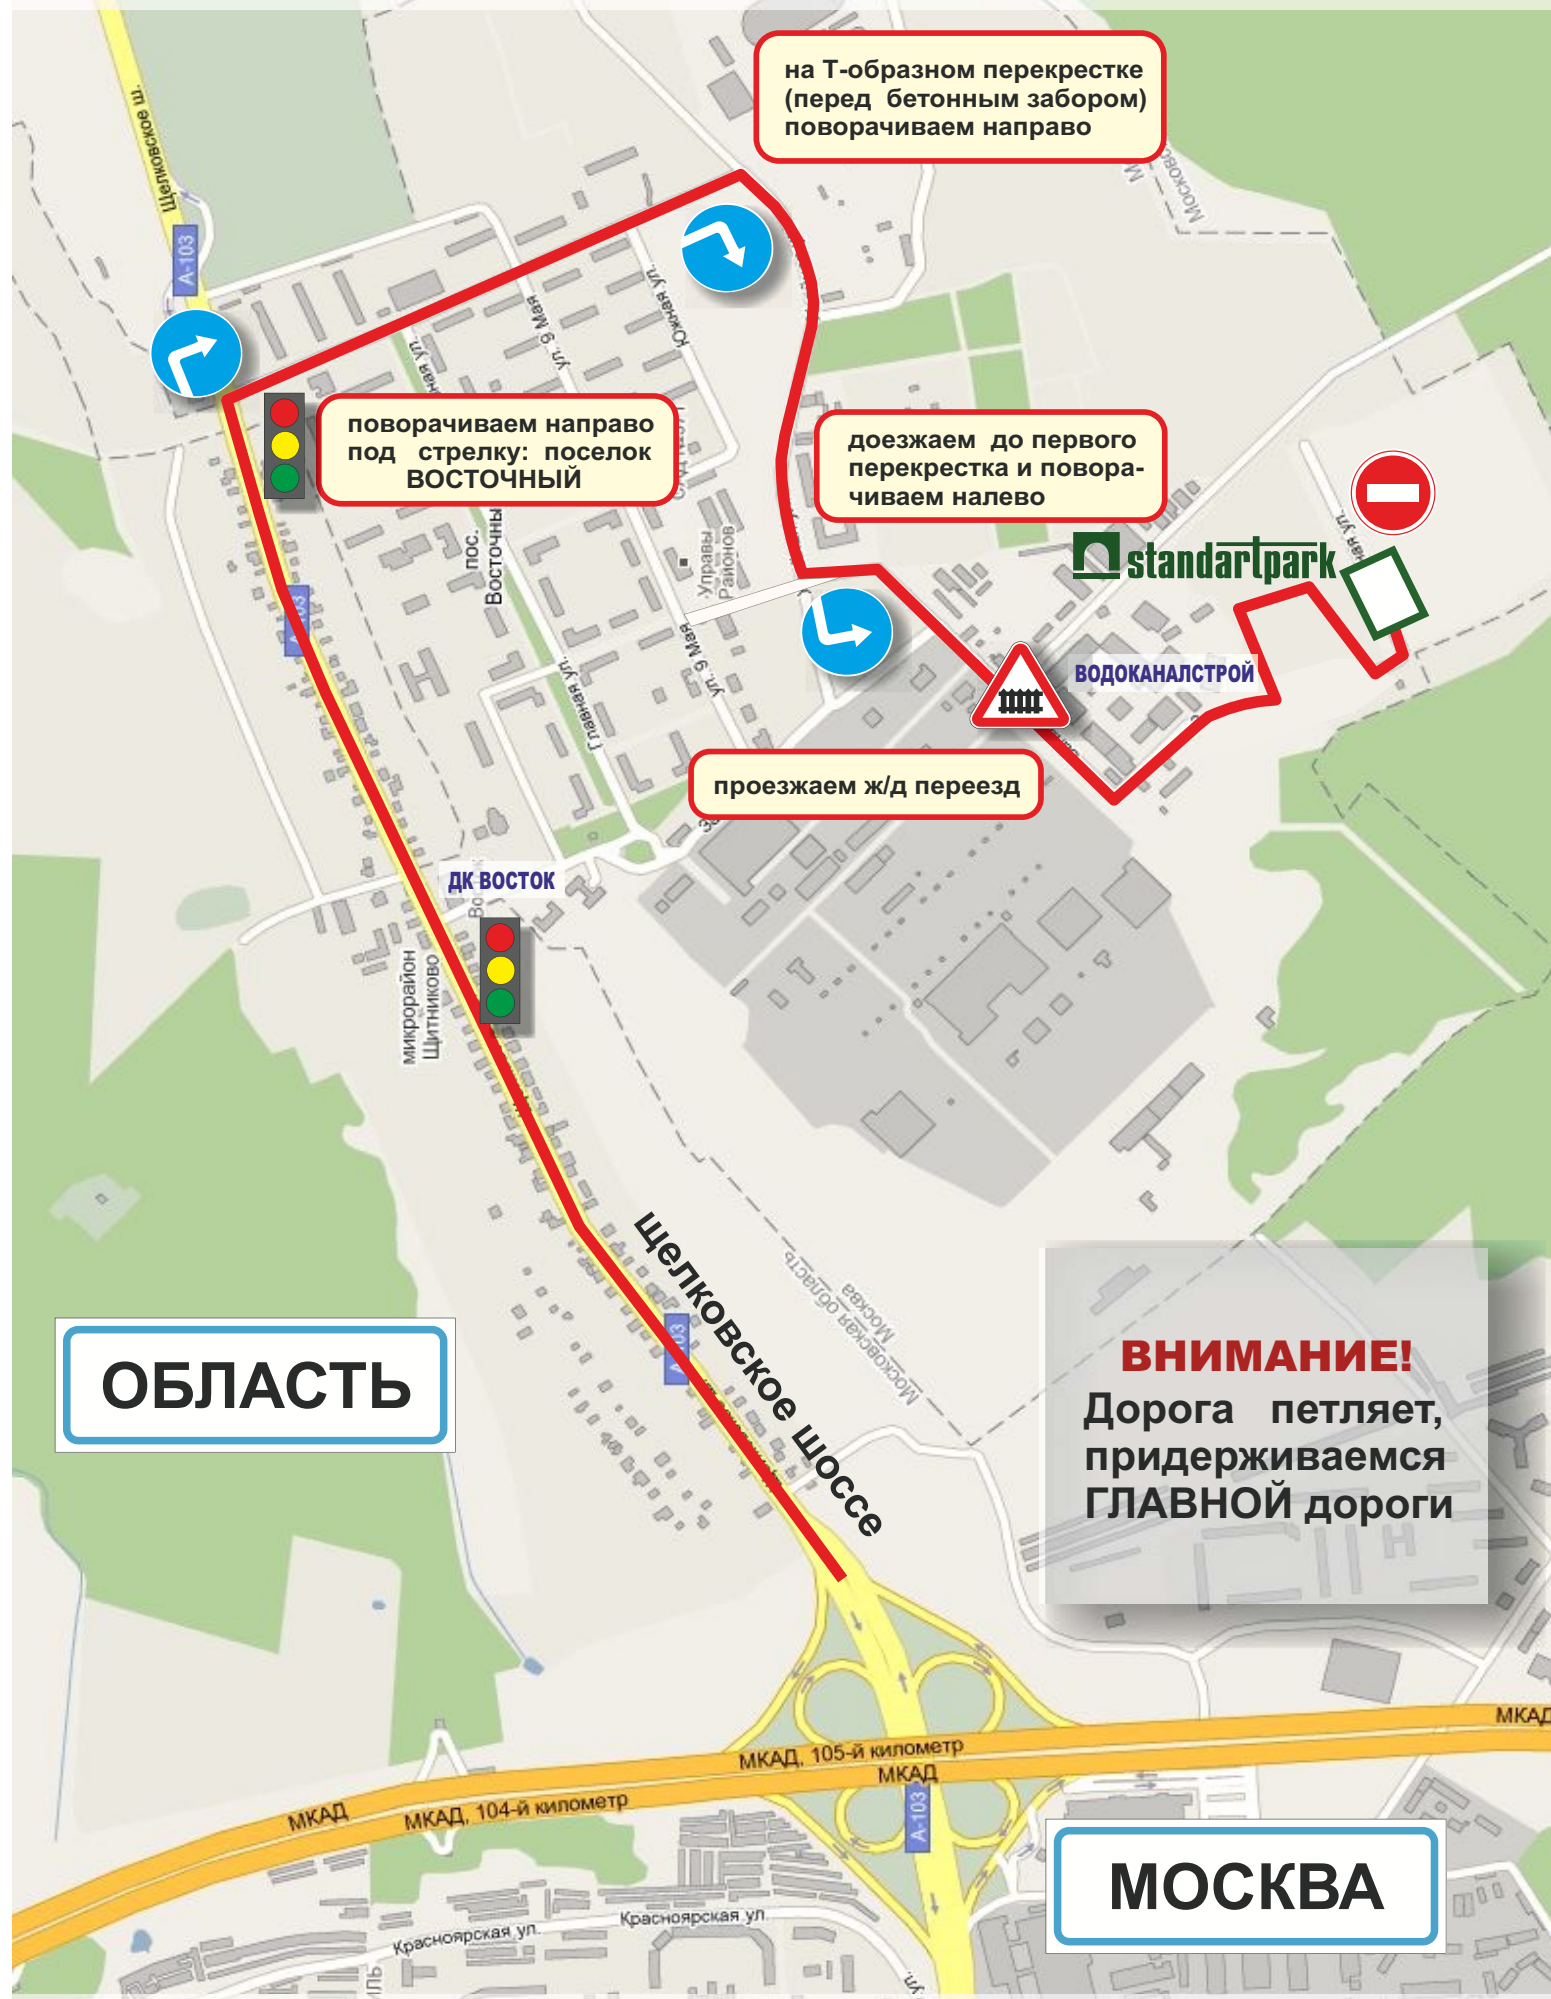 на Т-образном перекрестке
(перед бетонным забором)
поворачиваем направо
Щелковское ш.
А-103
Южная ул.
ул. 9 Мая
поворачиваем направо
под стрелку: поселок
ВОСТОЧНЫЙ
доезжаем до первого
перекрестка и повора-
чиваем налево
standartpark
пос.
Управы
Районов
ул. 9 Мая
Главная ул.
ВОДОКАНАЛСТРОЙ
проезжаем ж/д переезд
ДК ВОСТОК
микрорайон
Щитниково
щелковское шоссе
Московская область
Москва
ОБЛАСТЬ
ВНИМАНИЕ!
Дорога петляет,
придерживаемся
ГЛАВНОЙ дороги
МКАД
МКАД, 105-й километр
МКАД
МКАД
МКАД, 104-й километр
А-103
МОСКВА
Красноярская ул.
Красноярская ул.